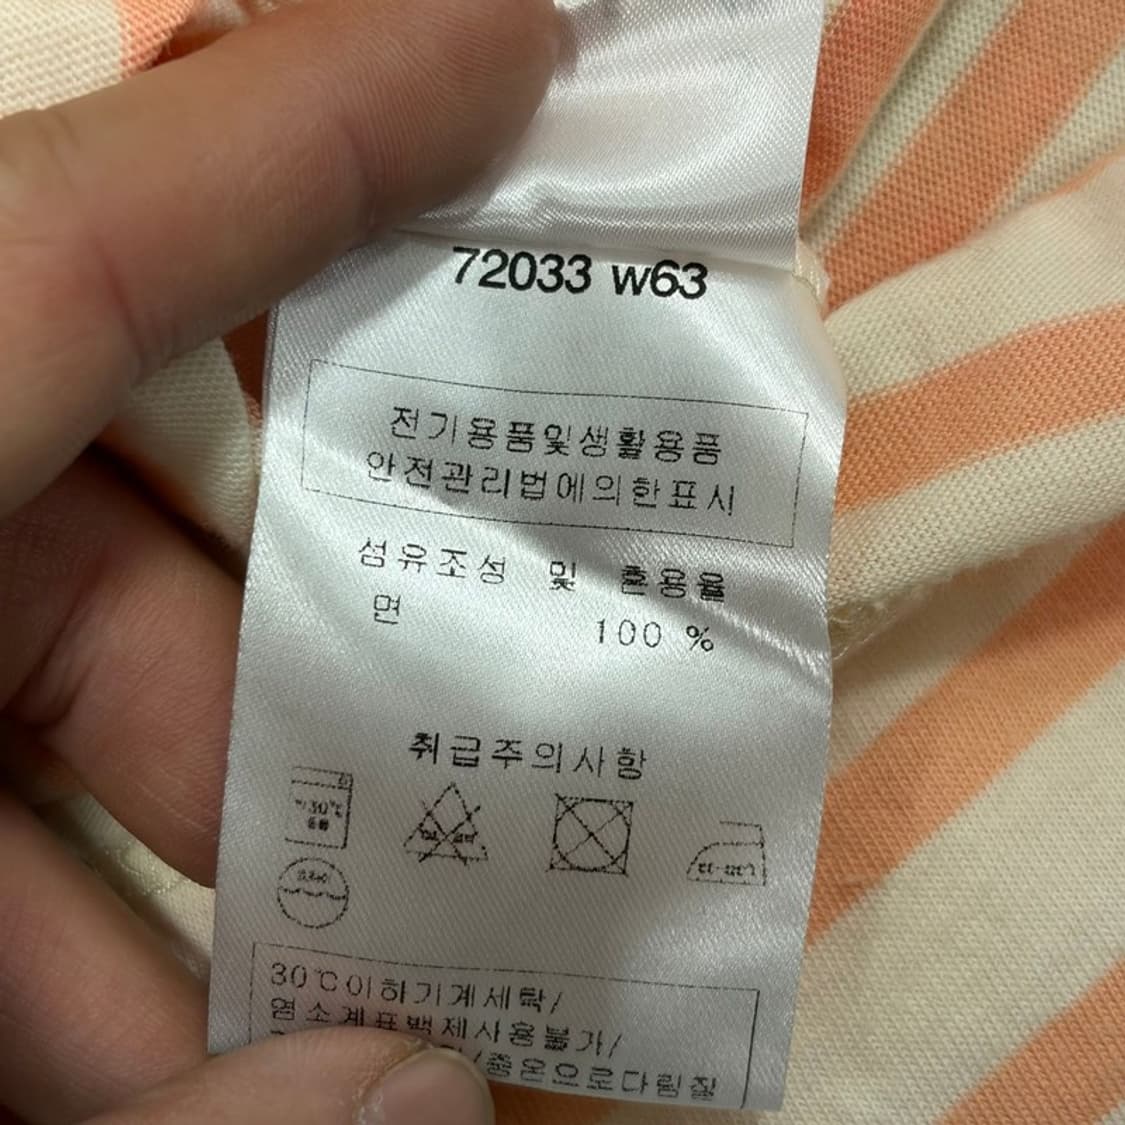 72033 w63
전기용품및생활용품
안전관리법에의한표시
섬유조성 및 혼용율
면 100 %
취급주의사항
30℃이하기계세탁/
염소계표백제사용불가/
/중온으로다림질